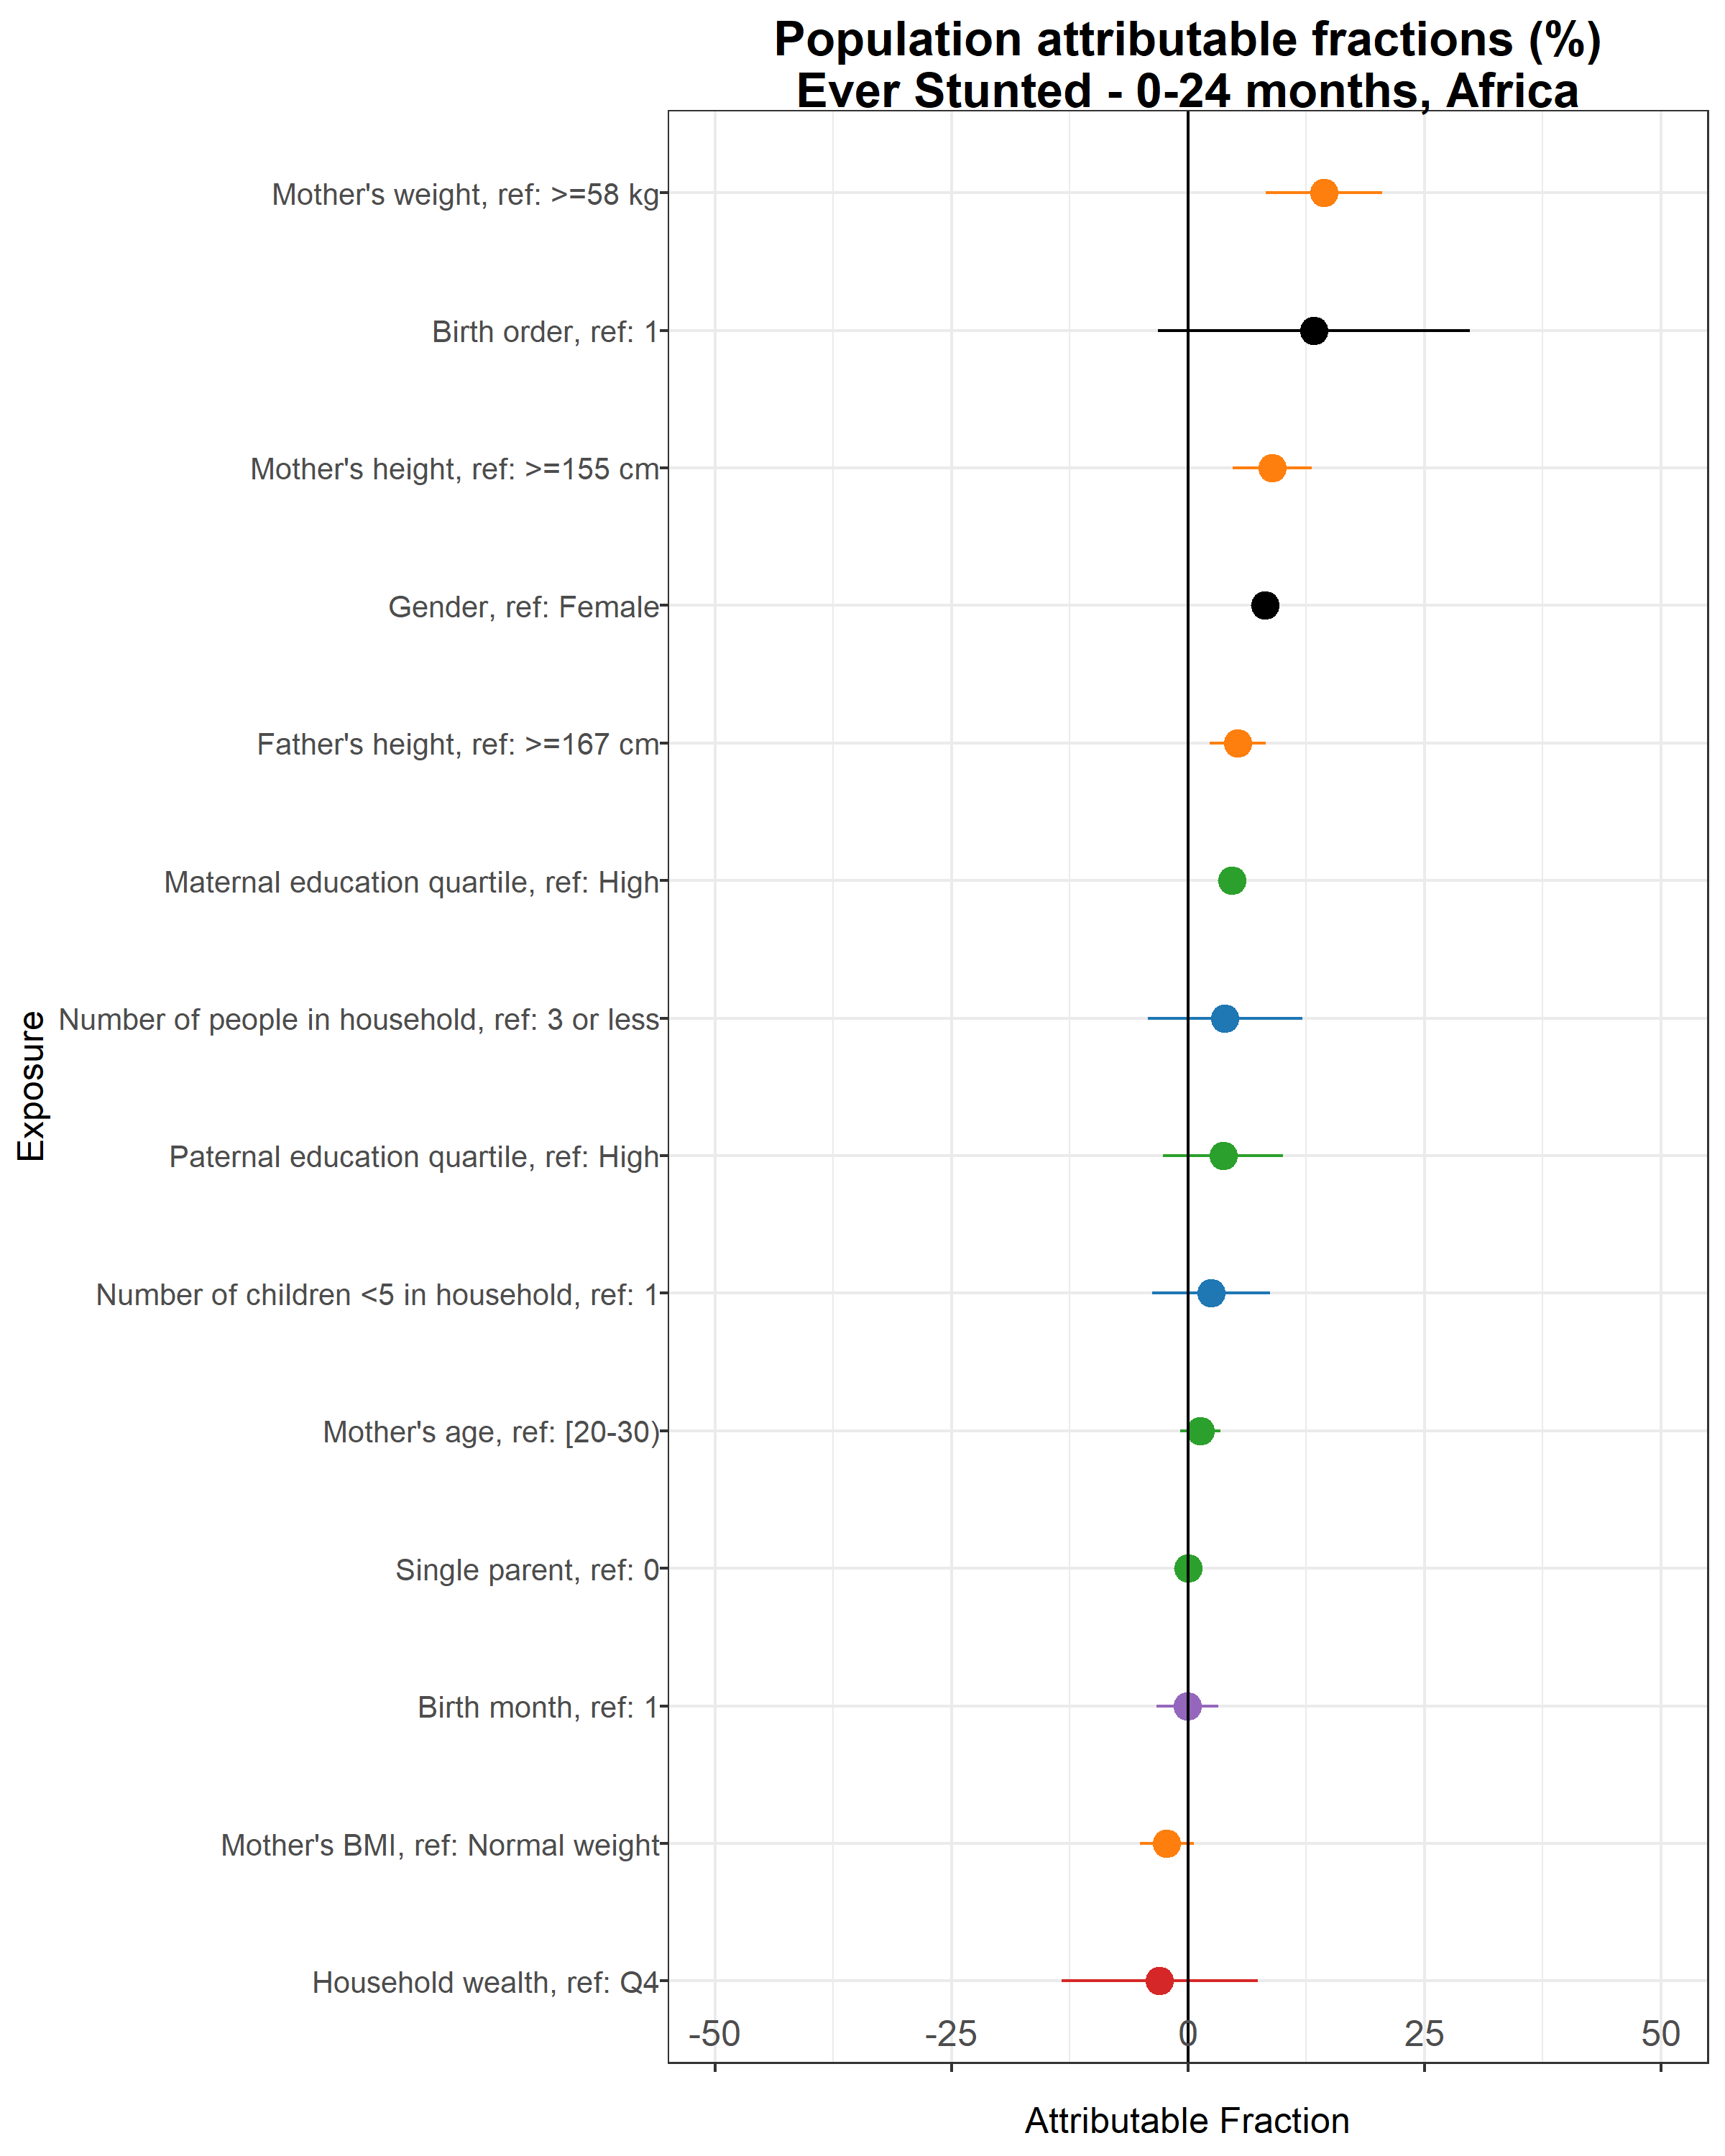 Population attributable fractions (%)
Ever Stunted - 0-24 months, Africa
Mother's weight, ref: >=58 kg
Birth order, ref: 1
Mother's height, ref: >=155 cm
Gender, ref: Female
Father's height, ref: >=167 cm
Maternal education quartile, ref: High
Number of people in household, ref: 3 or less
Paternal education quartile, ref: High
Number of children <5 in household, ref: 1
Mother's age, ref: [20-30)
Single parent, ref: 0
Birth month, ref: 1
Mother's BMI, ref: Normal weight
Household wealth, ref: Q4
Exposure
-50 -25 0 25 50
Attributable Fraction